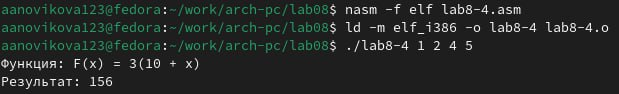 aanovikova123@fedora:~/work/arch-pc/lab08$ nasm -f elf lab8-4.asm
aanovikova123@fedora:~/work/arch-pc/lab08$ ld -m elf_i386 -o lab8-4 lab8-4.o
aanovikova123@fedora:~/work/arch-pc/lab08$ ./lab8-4 1 2 4 5
Функция: F(x) = 3(10 + x)
Результат: 156